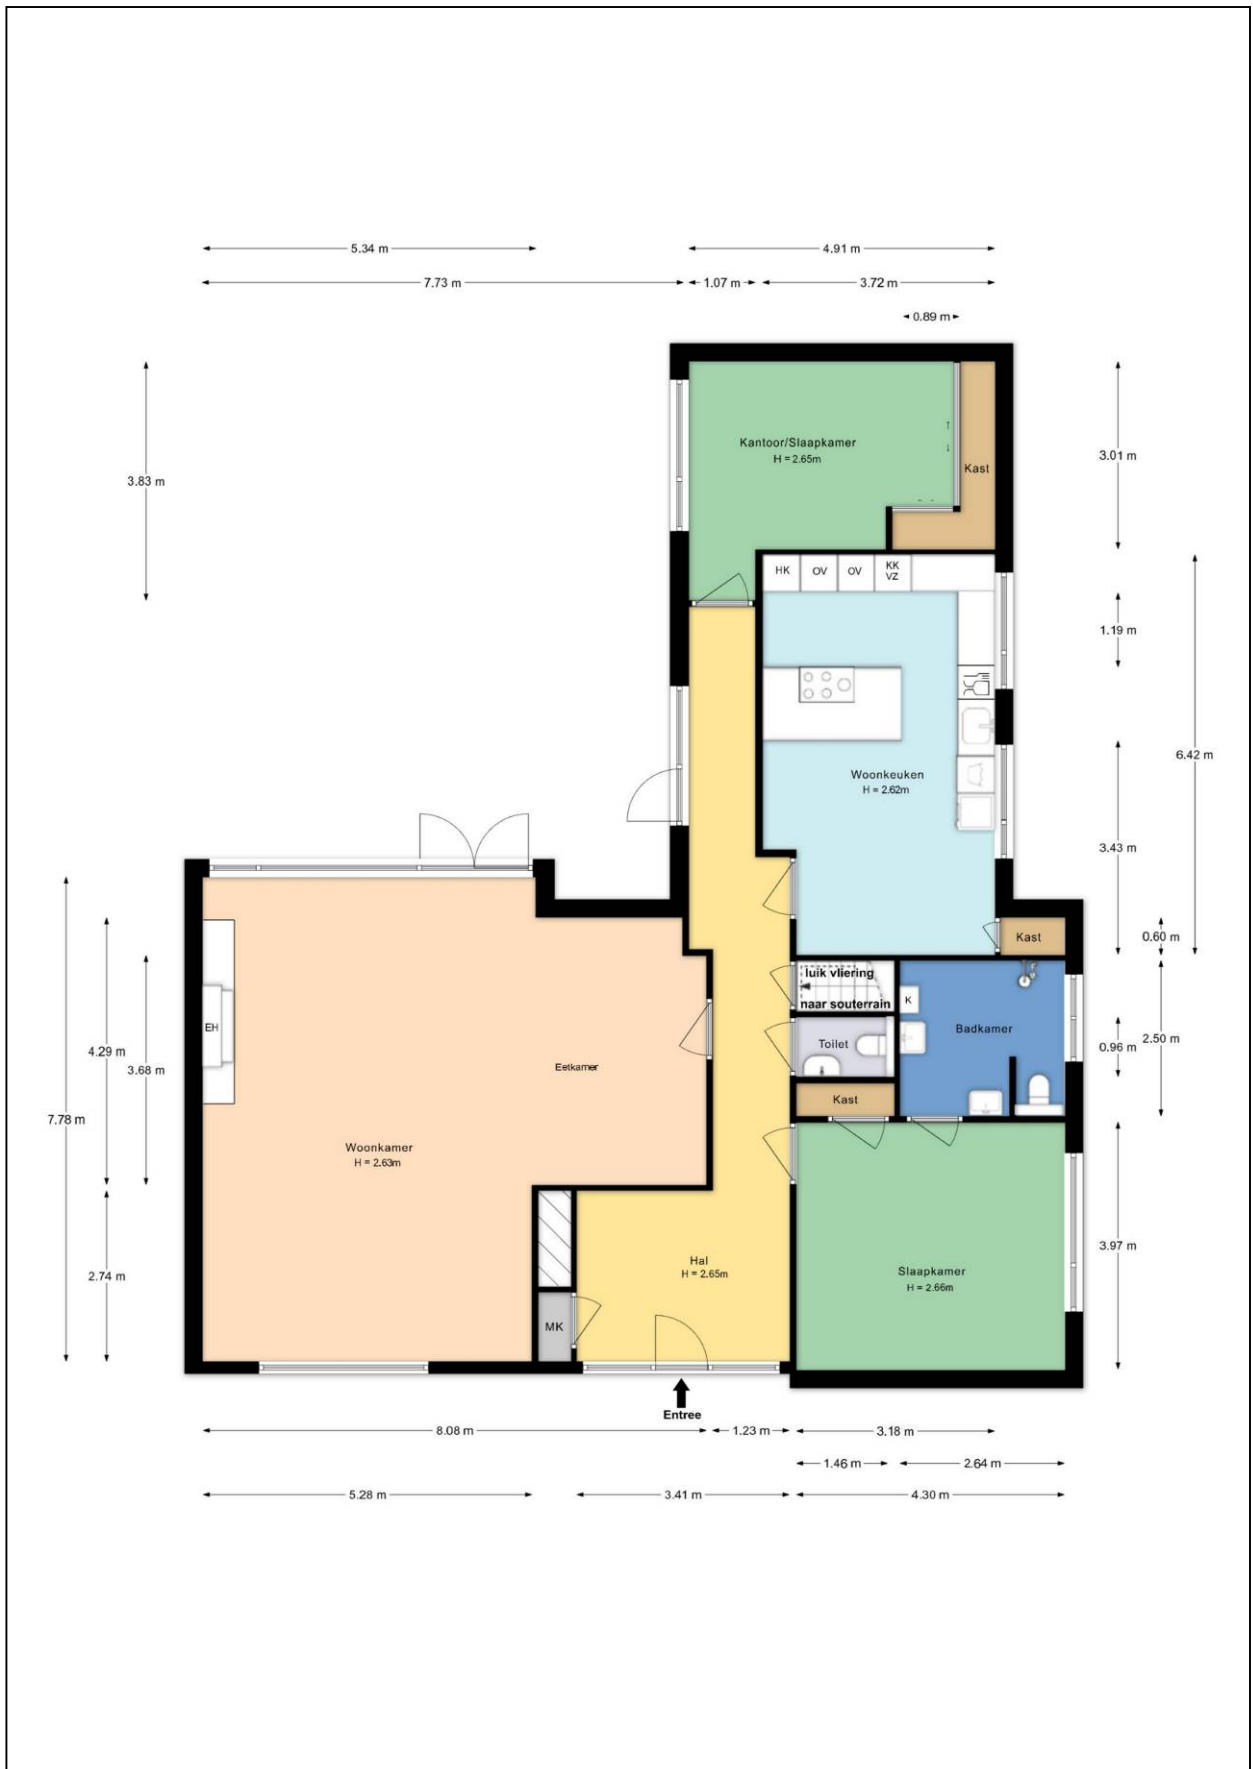 5.34 m
4.91 m
7.73 m
1.07 m
3.72 m
0.89 m
3.83 m
Kantoor/Slaapkamer
H = 2.65m
Kast
3.01 m
HK
OV
OV
KK
VZ
1.19 m
Woonkeuken
H = 2.62m
6.42 m
3.43 m
Kast
0.60 m
luik vliering
naar souterrain
K
Badkamer
EH
Toilet
4.29 m
3.68 m
Eetkamer
0.96 m
2.50 m
Kast
7.78 m
Woonkamer
H = 2.63m
Hal
H = 2.65m
Slaapkamer
H = 2.66m
3.97 m
2.74 m
MK
Entree
8.08 m
1.23 m
3.18 m
1.46 m
2.64 m
5.28 m
3.41 m
4.30 m